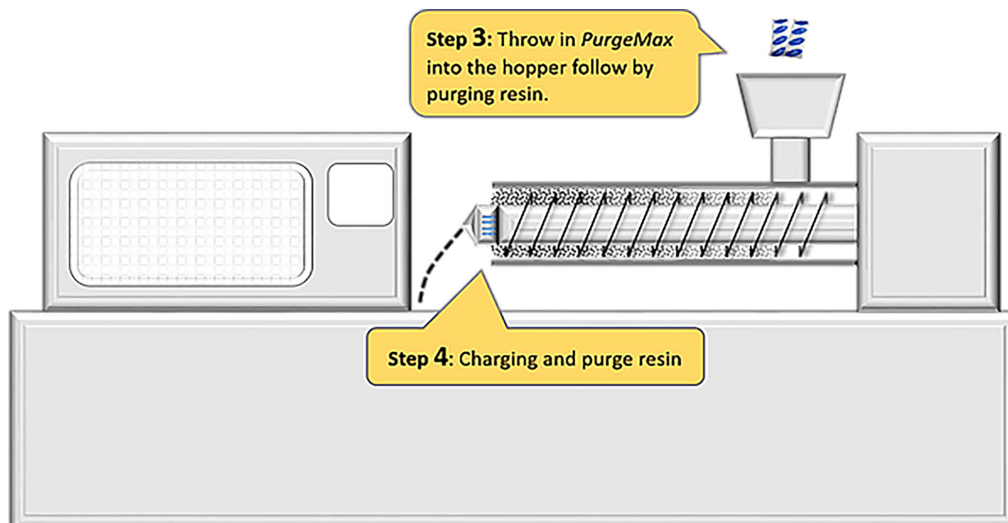 Step 3: Throw in PurgeMax
into the hopper follow by
purging resin.
Step 4: Charging and purge resin